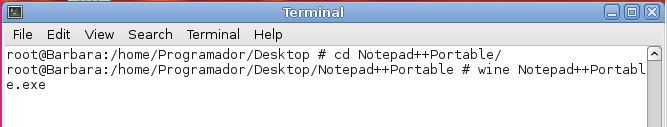 Terminal
File Edit View Search Terminal Help
root@Barbara:/home/Programador/Desktop # cd Notepad++Portable/
root@Barbara:/home/Programador/Desktop/Notepad++Portable # wine Notepad++Portabl
e.exe